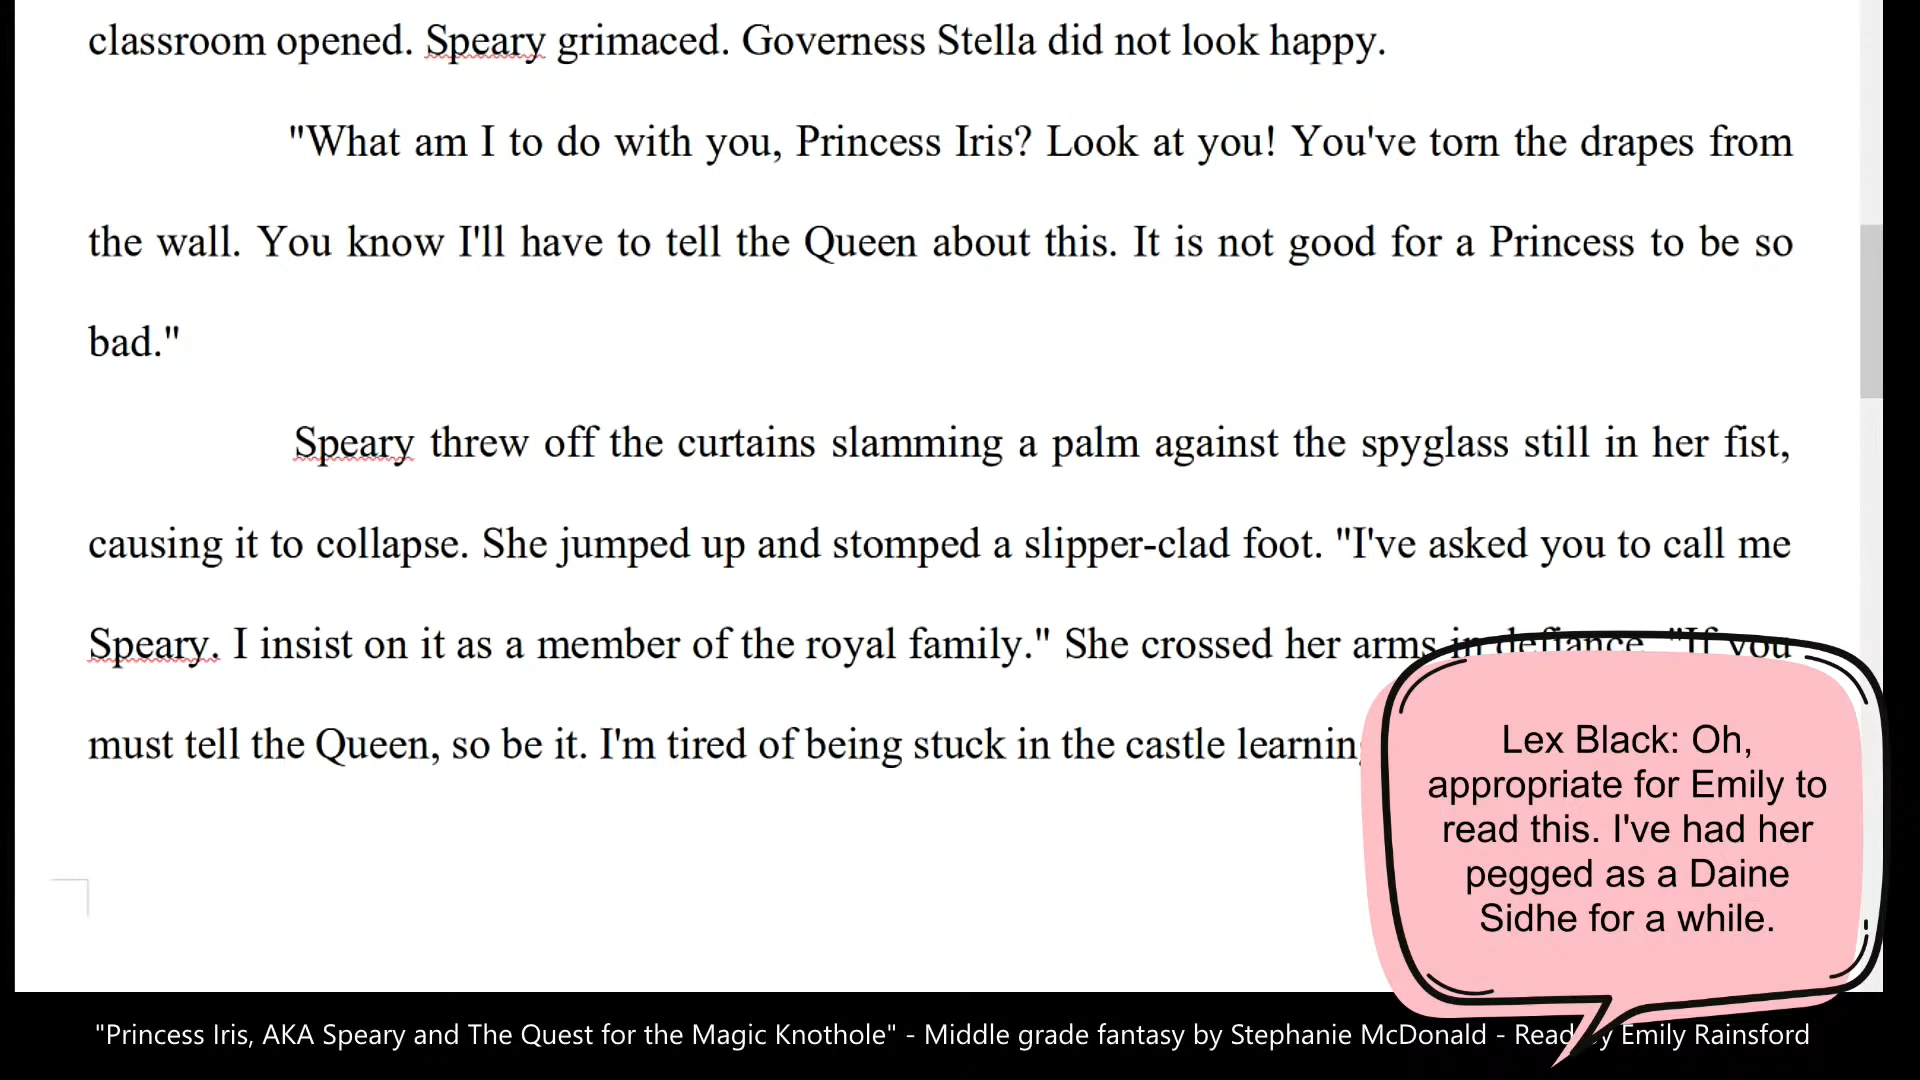 classroom opened. Speary grimaced. Governess Stella did not look happy.
"What am I to do with you, Princess Iris? Look at you! You've torn the drapes from
the wall. You know I'll have to tell the Queen about this. It is not good for a Princess to be so
bad."
Speary threw off the curtains slamming a palm against the spyglass still in her fist,
causing it to collapse. She jumped up and stomped a slipper-clad foot. "I've asked you to call me
Speary. I insist on it as a member of the royal family." She crossed her arms in defiance. "If you
must tell the Queen, so be it. I'm tired of being stuck in the castle learning
Lex Black: Oh,
appropriate for Emily to
read this. I've had her
pegged as a Daine
Sidhe for a while.
"Princess Iris, AKA Speary and The Quest for the Magic Knothole" - Middle grade fantasy by Stephanie McDonald - Read by Emily Rainsford